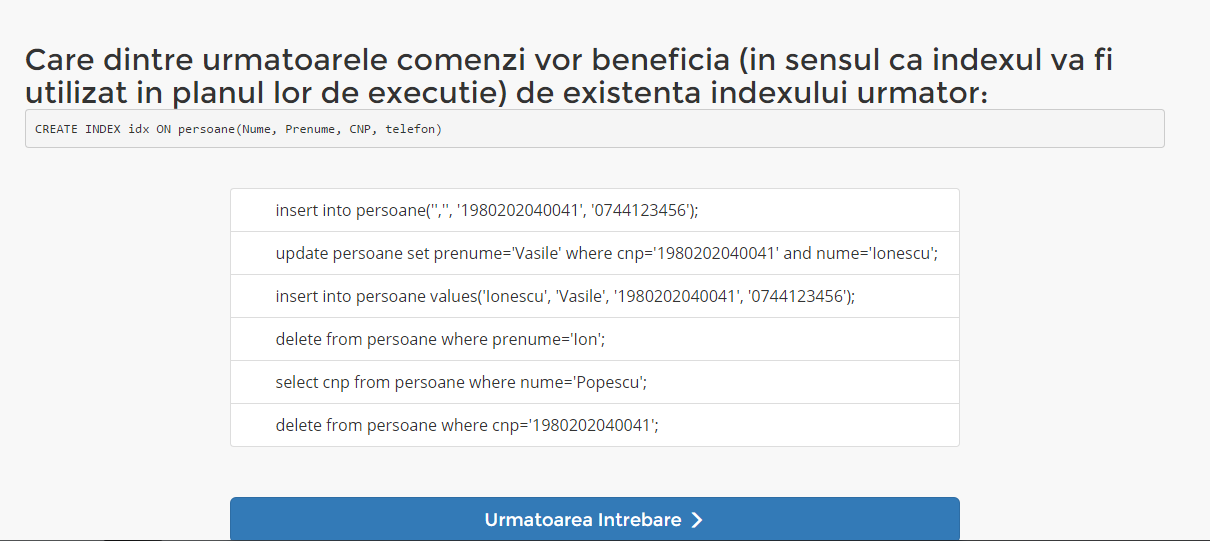 Care dintre urmatoarele comenzi vor beneficia (in sensul ca indexul va fi
utilizat in planul lor de executie) de existenta indexului urmator:
CREATE INDEX idx ON persoane(Nume, Prenume, CNP, telefon)
insert into persoane('','', '1980202040041', '0744123456');
update persoane set prenume='Vasile' where cnp='1980202040041' and nume='Ionescu';
insert into persoane values('Ionescu', 'Vasile', '1980202040041', '0744123456');
delete from persoane where prenume='Ion';
select cnp from persoane where nume='Popescu';
delete from persoane where cnp='1980202040041';
Urmatoarea Intrebare